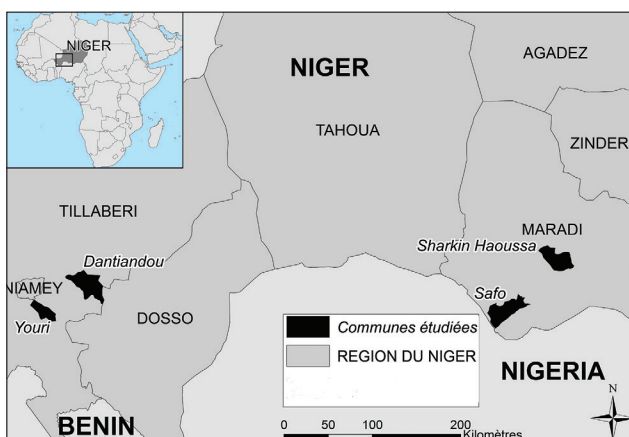 NIGER
NIGER
AGADEZ
TAHOUA
ZINDER
TILLABERI
MARADI
Sharkin Haoussa
Dantiandou
NIAMEY
Safo
Youri
DOSSO
Communes étudiées
REGION DU NIGER
NIGERIA
BENIN
N
0 50 100 200
Kilomètres